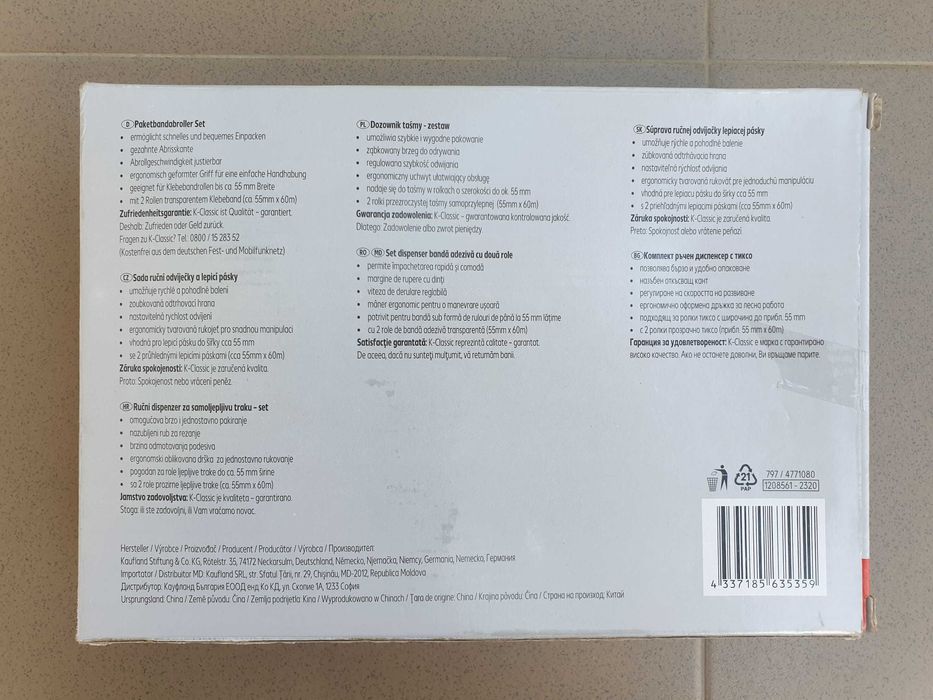 D Paketbandabroller Set
• ermöglicht schnelles und bequemes Einpacken
• gezahnte Abrisskante
• Abrollgeschwindigkeit justierbar
• ergonomisch geformter Griff für eine einfache Handhabung
• geeignet für Klebebandrollen bis ca. 55 mm Breite
• mit 2 Rollen transparentem Klebeband (ca. 55mm x 60m)
Zufriedenheitsgarantie: K-Classic ist Qualität – garantiert.
Deshalb: Zufrieden oder Geld zurück.
Fragen zu K-Classic? Tel.: 0800 / 15 283 52
(Kostenfrei aus dem deutschen Fest- und Mobilfunknetz)
CZ Sada ruční odvíječky a lepicí pásky
• umožňuje rychlé a pohodlné balení
• zoubkovaná odtrhovací hrana
• nastavitelná rychlost odvíjení
• ergonomicky tvarovaná rukojeť pro snadnou manipulaci
• vhodná pro lepicí pásku do šířky cca 55 mm
• se 2 průhlednými lepicími páskami (cca 55mm x 60m)
Záruka spokojenosti: K-Classic je zaručená kvalita.
Proto: Spokojenost nebo vrácení peněz.
HR Ručni dispenzer za samoljepljivu traku – set
• omogućava brzo i jednostavno pakiranje
• nazubljeni rub za rezanje
• brzina odmotavanja podesiva
• ergonomski oblikovana drška za jednostavno rukovanje
• pogodan za role ljepljive trake do ca. 55 mm širine
• sa 2 role prozirne ljepljive trake (ca. 55mm x 60m)
Jamstvo zadovoljstva: K-Classic je kvaliteta – garantirano.
Stoga: ili ste zadovoljni, ili Vam vraćamo novac.
PL Dozownik taśmy - zestaw
• umożliwia szybkie i wygodne pakowanie
• ząbkowany brzeg do odrywania
• regulowana szybkość odwijania
• ergonomiczny uchwyt ułatwiający obsługę
• nadaje się do taśmy w rolkach o szerokości do ok. 55 mm
• 2 rolki przezroczystej taśmy samoprzylepnej (55mm x 60m)
Gwarancja zadowolenia: K-Classic – gwarantowana kontrolowana jakość.
Dlatego: Zadowolenie albo zwrot pieniędzy
RO MD Set dispenser bandă adezivă cu două role
• permite împachetarea rapidă și comodă
• margine de rupere cu dinți
• viteza de derulare reglabilă
• mâner ergonomic pentru o manevrare ușoară
• potrivit pentru bandă sub formă de rulouri de până la 55 mm lățime
• cu 2 role de bandă adezivă transparentă (55mm x 60m)
Satisfacție garantată: K-Classic reprezintă calitate – garantat.
De aceea, dacă nu sunteți mulțumit, vă returnăm banii.
SK Súprava ručnej odvíjačky lepiacej pásky
• umožňuje rýchle a pohodlné balenie
• zúbkovaná odtrhávacia hrana
• nastaviteľná rýchlosť odvíjania
• ergonomicky tvarovaná rukoväť pre jednoduchú manipuláciu
• vhodná pre lepiacu pásku do šírky cca 55 mm
• s 2 priehľadnými lepiacimi páskami (cca 55mm x 60m)
Záruka spokojnosti: K-Classic je zaručená kvalita.
Preto: Spokojnosť alebo vrátenie peňazí.
BG Комплект ръчен диспенсер с тиксо
• позволява бързо и удобно опаковане
• назъбен откъсващ кант
• регулиране на скоростта на развиване
• ергономично оформена дръжка за лесна работа
• подходящ за ролки тиксо с широчина до прибл. 55 mm
• с 2 ролки прозрачно тиксо (прибл. 55 mm x 60m)
Гаранция за удовлетвореност: K-Classic е марка с гарантирано
високо качество. Ако не останете доволни, Ви връщаме парите.
21
PAP
797 / 4771080
1208561 - 2320
4 337185 635359
Hersteller / Výrobce / Proizvođač / Producent / Producător / Výrobca / Производител:
Kaufland Stiftung & Co. KG, Rötelstr. 35, 74172 Neckarsulm, Deutschland, Německo, Njemačka, Niemcy, Germania, Nemecko, Германия
Importator / Distribuitor MD: Kaufland SRL, str. Sfatul Țării, nr. 29, Chișinău, MD-2012, Republica Moldova
Дистрибутор: Кауфланд България ЕООД енд Ко КД, ул. Скопие 1А, 1233 София
Ursprungsland: China / Země původu: Čína / Zemlja podrijetla: Kina / Wyprodukowano w Chinach / Țara de origine: China / Krajina pôvodu: Čína / Страна на произход: Китай